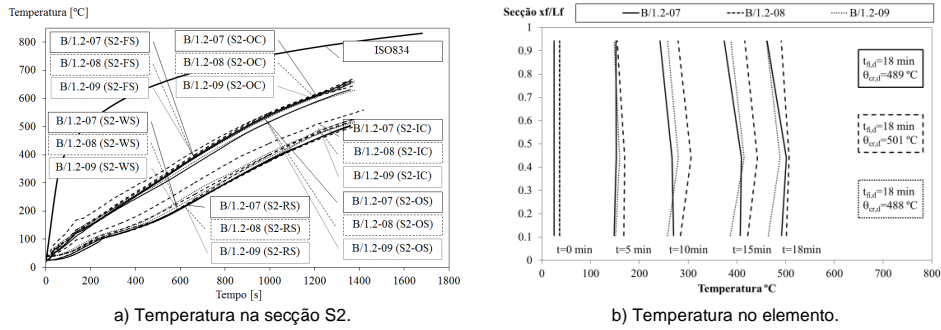 Temperatura [ºC]
800
700
600
500
400
300
200
100
0
0 200 400 600 800 1000 1200 1400 1600 1800
Tempo [s]
B/1.2-07 (S2-FS)
B/1.2-08 (S2-FS)
B/1.2-09 (S2-FS)
B/1.2-07 (S2-OC)
B/1.2-08 (S2-OC)
B/1.2-09 (S2-OC)
ISO834
B/1.2-07 (S2-WS)
B/1.2-08 (S2-WS)
B/1.2-09 (S2-WS)
B/1.2-07 (S2-IC)
B/1.2-08 (S2-IC)
B/1.2-09 (S2-IC)
B/1.2-07 (S2-RS)
B/1.2-08 (S2-RS)
B/1.2-09 (S2-RS)
B/1.2-07 (S2-OS)
B/1.2-08 (S2-OS)
B/1.2-09 (S2-OS)
a) Temperatura na secção S2.
Secção xf/Lf
B/1.2-07
B/1.2-08
B/1.2-09
1
0,9
0,8
0,7
0,6
0,5
0,4
0,3
0,2
0,1
0
tfi,d=18 min
θcr,d=489 ºC
tfi,d=18 min
θcr,d=501 ºC
tfi,d=18 min
θcr,d=488 ºC
t=0 min
t=5 min
t=10min
t=15min
t=18min
0 100 200 300 400 500 600 700 800
Temperatura ºC
b) Temperatura no elemento.